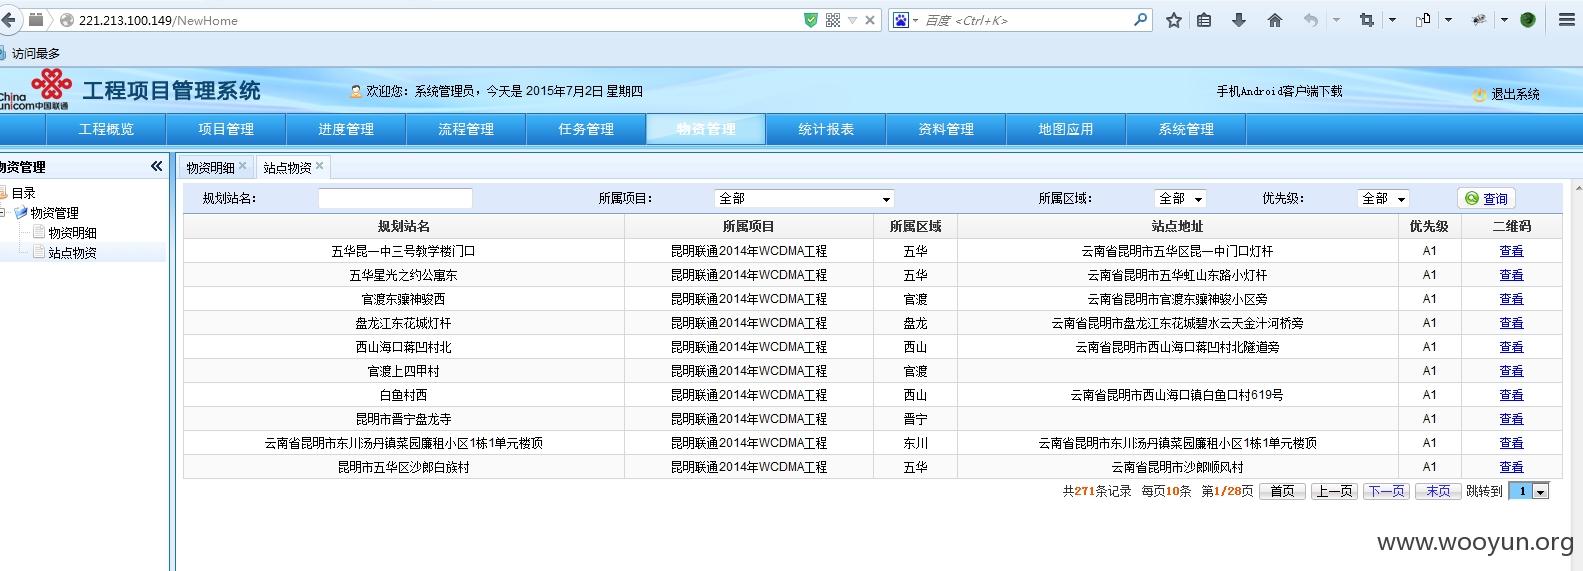 221.213.100.149/NewHome
百度 <Ctrl+K>
访问最多
China unicom中国联通
工程项目管理系统
欢迎您：系统管理员，今天是 2015年7月2日 星期四
手机Android客户端下载
退出系统
工程概览 项目管理 进度管理 流程管理 任务管理 物资管理 统计报表 资料管理 地图应用 系统管理
物资管理
目录
物资管理
物资明细
站点物资
物资明细 站点物资
规划站名： 所属项目： 全部 所属区域： 全部 优先级： 全部 查询
规划站名 所属项目 所属区域 站点地址 优先级 二维码
五华昆一中三号教学楼门口 昆明联通2014年WCDMA工程 五华 云南省昆明市五华区昆一中门口灯杆 A1 查看
五华星光之约公寓东 昆明联通2014年WCDMA工程 五华 云南省昆明市五华虹山东路小灯杆 A1 查看
官渡东骧神骏西 昆明联通2014年WCDMA工程 官渡 云南省昆明市官渡东骧神骏小区旁 A1 查看
盘龙江东花城灯杆 昆明联通2014年WCDMA工程 盘龙 云南省昆明市盘龙江东花城碧水云天金汁河桥旁 A1 查看
西山海口蒋凹村北 昆明联通2014年WCDMA工程 西山 云南省昆明市西山海口蒋凹村北隧道旁 A1 查看
官渡上四甲村 昆明联通2014年WCDMA工程 官渡 A1 查看
白鱼村西 昆明联通2014年WCDMA工程 西山 云南省昆明市西山海口镇白鱼口村619号 A1 查看
昆明市晋宁盘龙寺 昆明联通2014年WCDMA工程 晋宁 A1 查看
云南省昆明市东川汤丹镇菜园廉租小区1栋1单元楼顶 昆明联通2014年WCDMA工程 东川 云南省昆明市东川汤丹镇菜园廉租小区1栋1单元楼顶 A1 查看
昆明市五华区沙郎白族村 昆明联通2014年WCDMA工程 五华 云南省昆明市沙郎顺风村 A1 查看
共271条记录 每页10条 第1/28页 首页 上一页 下一页 末页 跳转到 1
www.wooyun.org